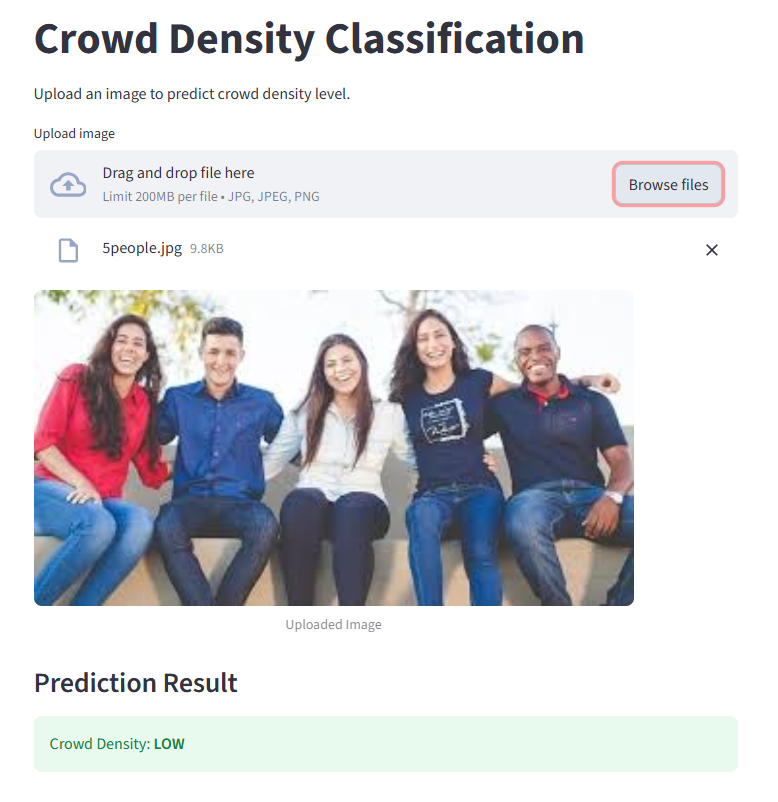 Crowd Density Classification
Upload an image to predict crowd density level.
Upload image
Drag and drop file here
Limit 200MB per file • JPG, JPEG, PNG
Browse files
5people.jpg 9.8KB
Uploaded Image
Prediction Result
Crowd Density: LOW